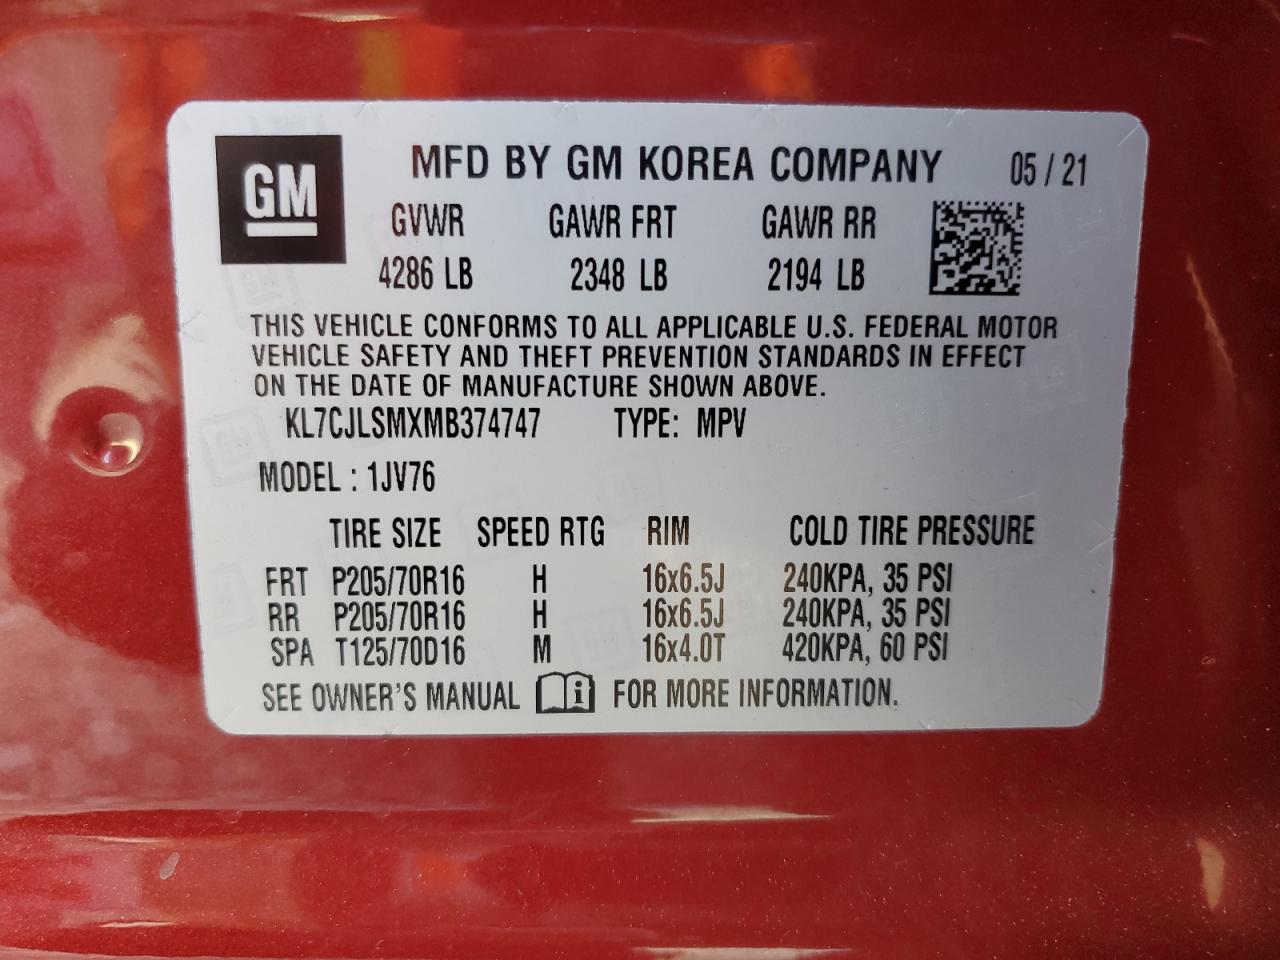 GM
MFD BY GM KOREA COMPANY 05 / 21
GVWR GAWR FRT GAWR RR
4286 LB 2348 LB 2194 LB
THIS VEHICLE CONFORMS TO ALL APPLICABLE U.S. FEDERAL MOTOR
VEHICLE SAFETY AND THEFT PREVENTION STANDARDS IN EFFECT
ON THE DATE OF MANUFACTURE SHOWN ABOVE.
KL7CJLSMXMB374747 TYPE: MPV
MODEL : 1JV76
TIRE SIZE SPEED RTG RIM COLD TIRE PRESSURE
FRT P205/70R16 H 16x6.5J 240KPA, 35 PSI
RR P205/70R16 H 16x6.5J 240KPA, 35 PSI
SPA T125/70D16 M 16x4.0T 420KPA, 60 PSI
SEE OWNER'S MANUAL i FOR MORE INFORMATION.